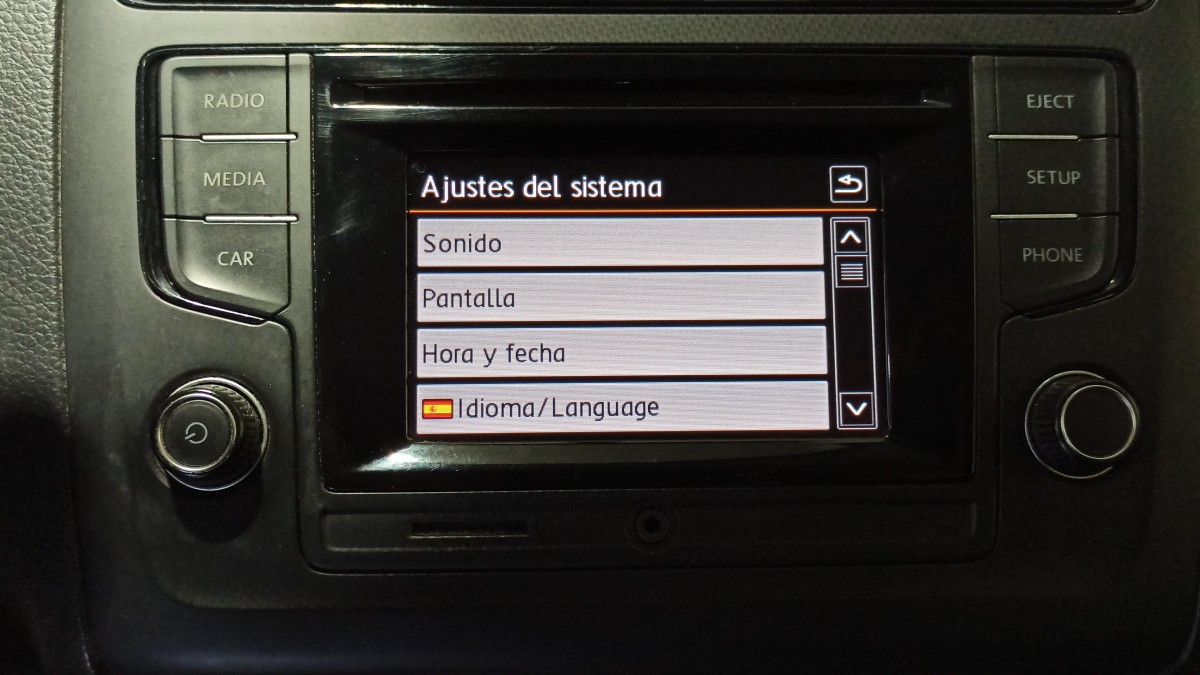 RADIO
MEDIA
CAR
Ajustes del sistema
Sonido
Pantalla
Hora y fecha
Idioma/Language
EJECT
SETUP
PHONE